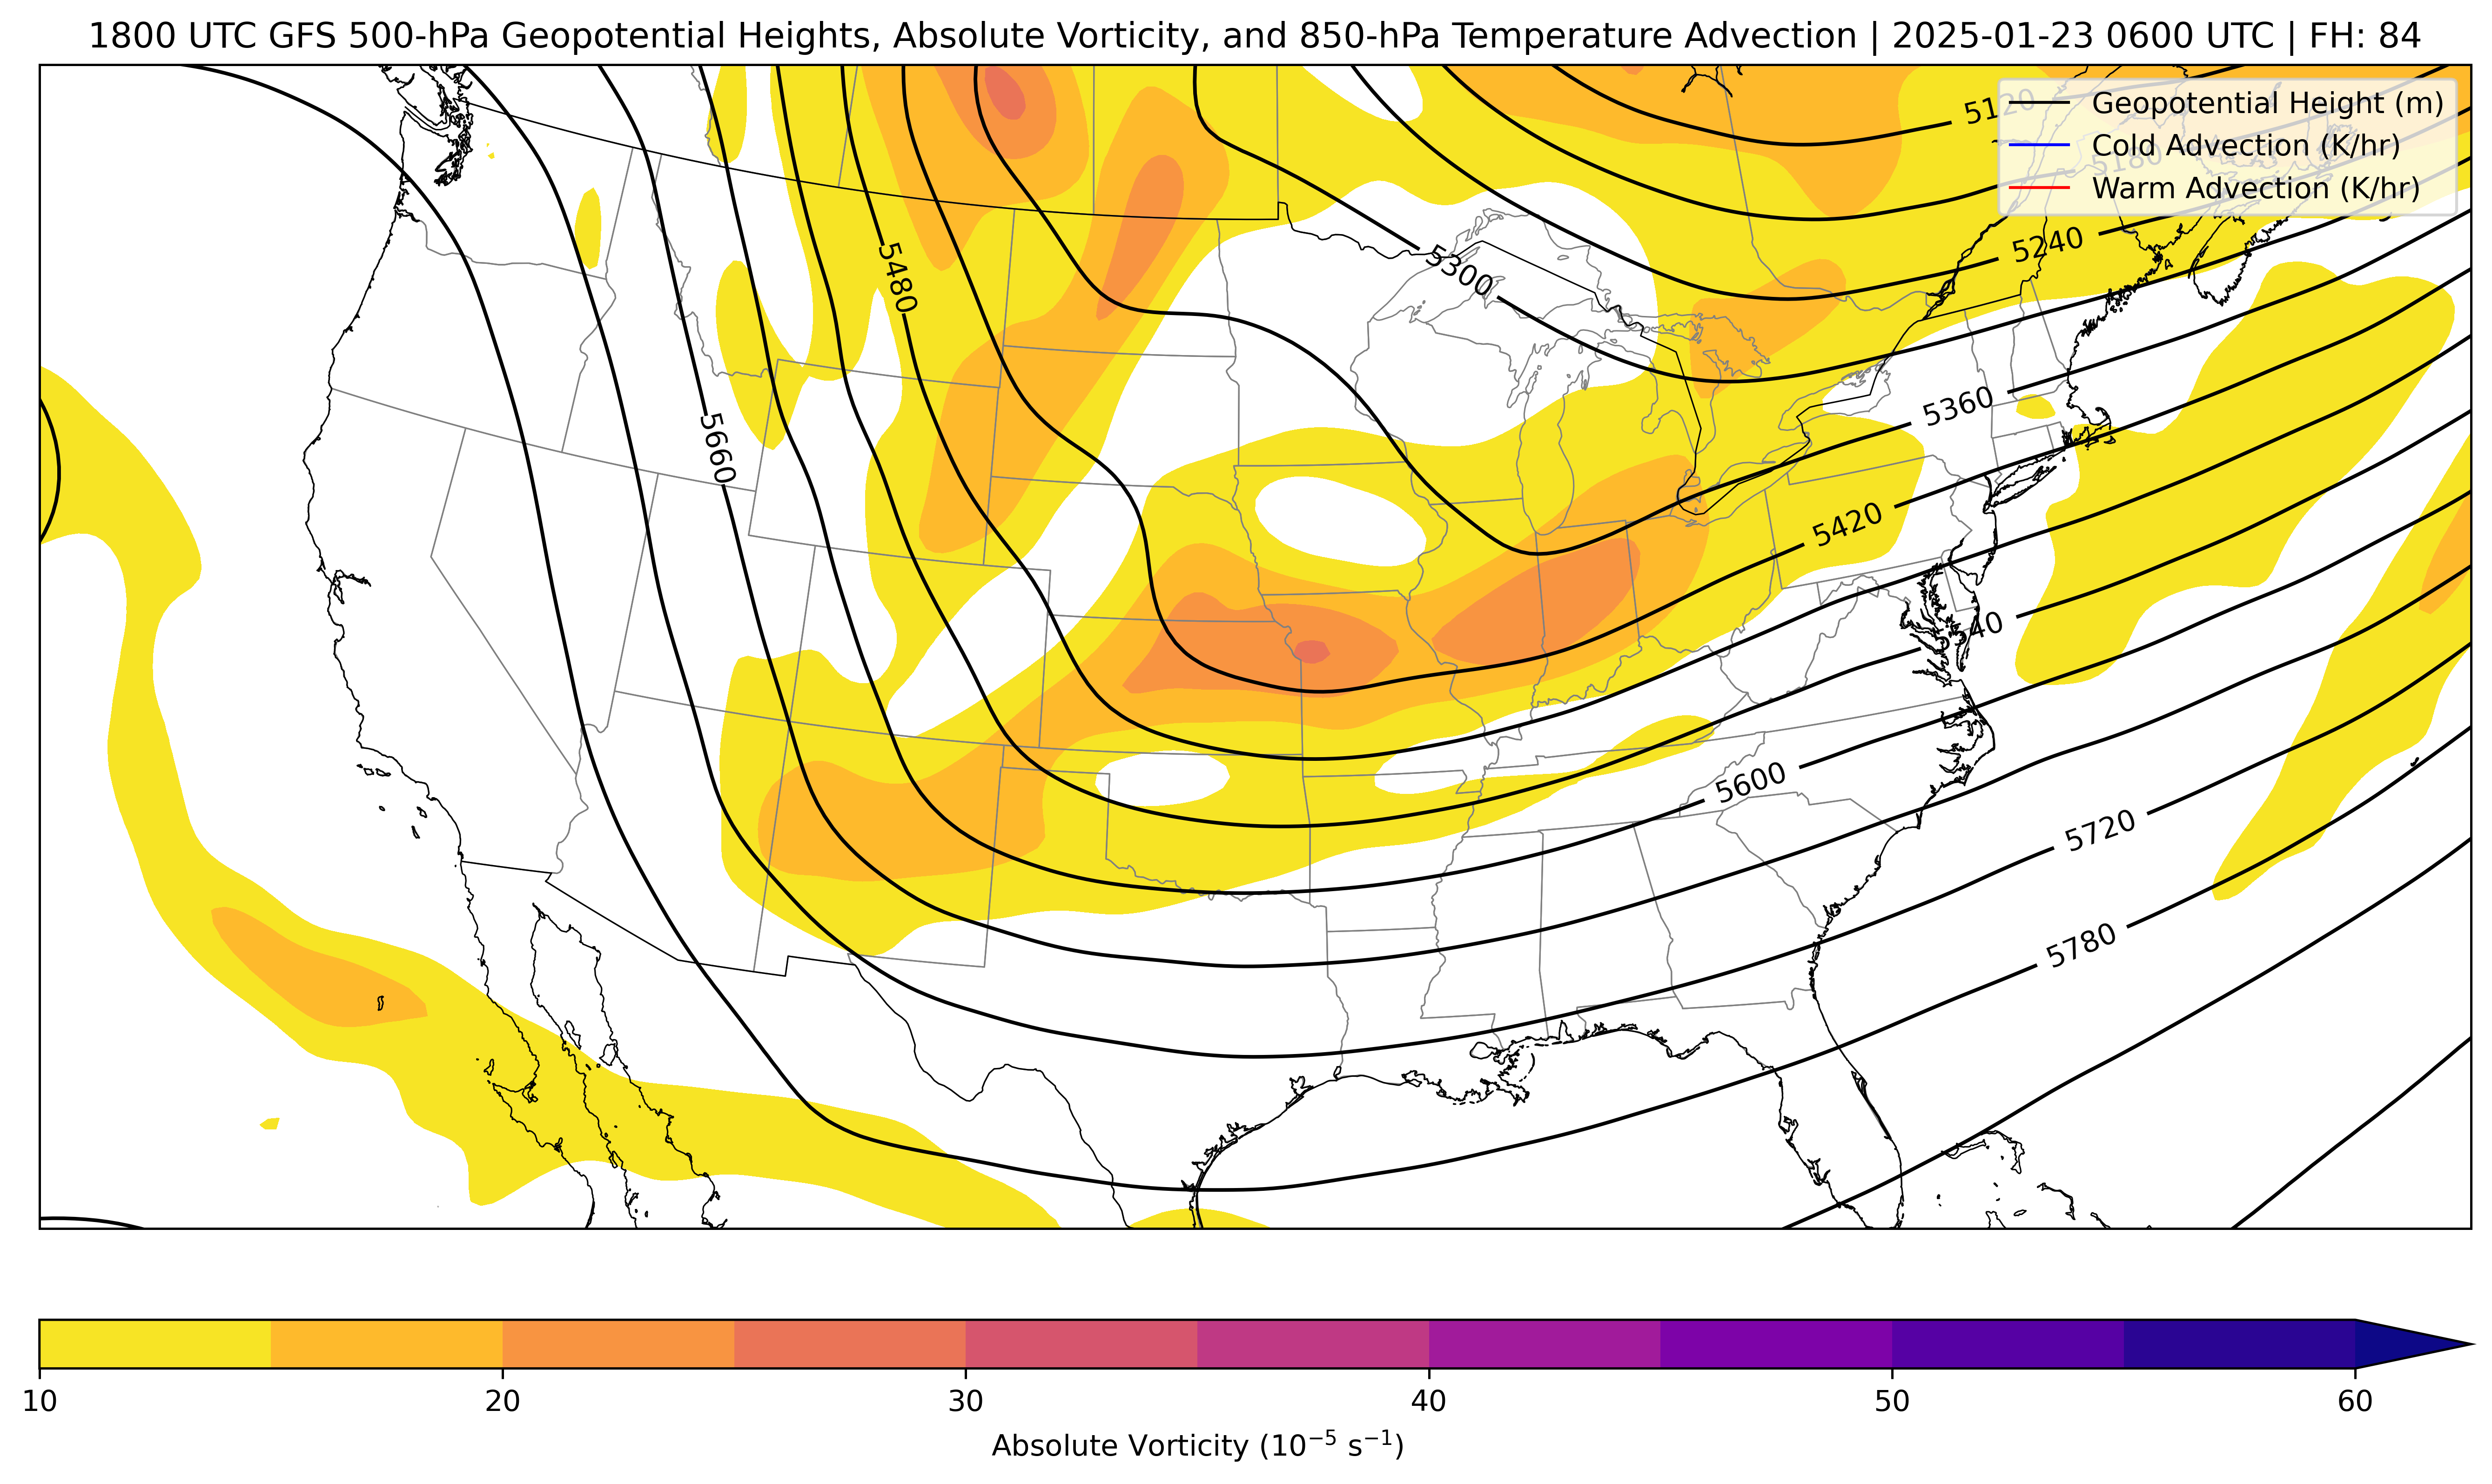 1800 UTC GFS 500-hPa Geopotential Heights, Absolute Vorticity, and 850-hPa Temperature Advection | 2025-01-23 0600 UTC | FH: 84
Geopotential Height (m)
Cold Advection (K/hr)
Warm Advection (K/hr)
5120
5180
5240
5300
5480
5360
5660
5420
5600
5720
5780
10 20 30 40 50 60
Absolute Vorticity (10⁻⁵ s⁻¹)